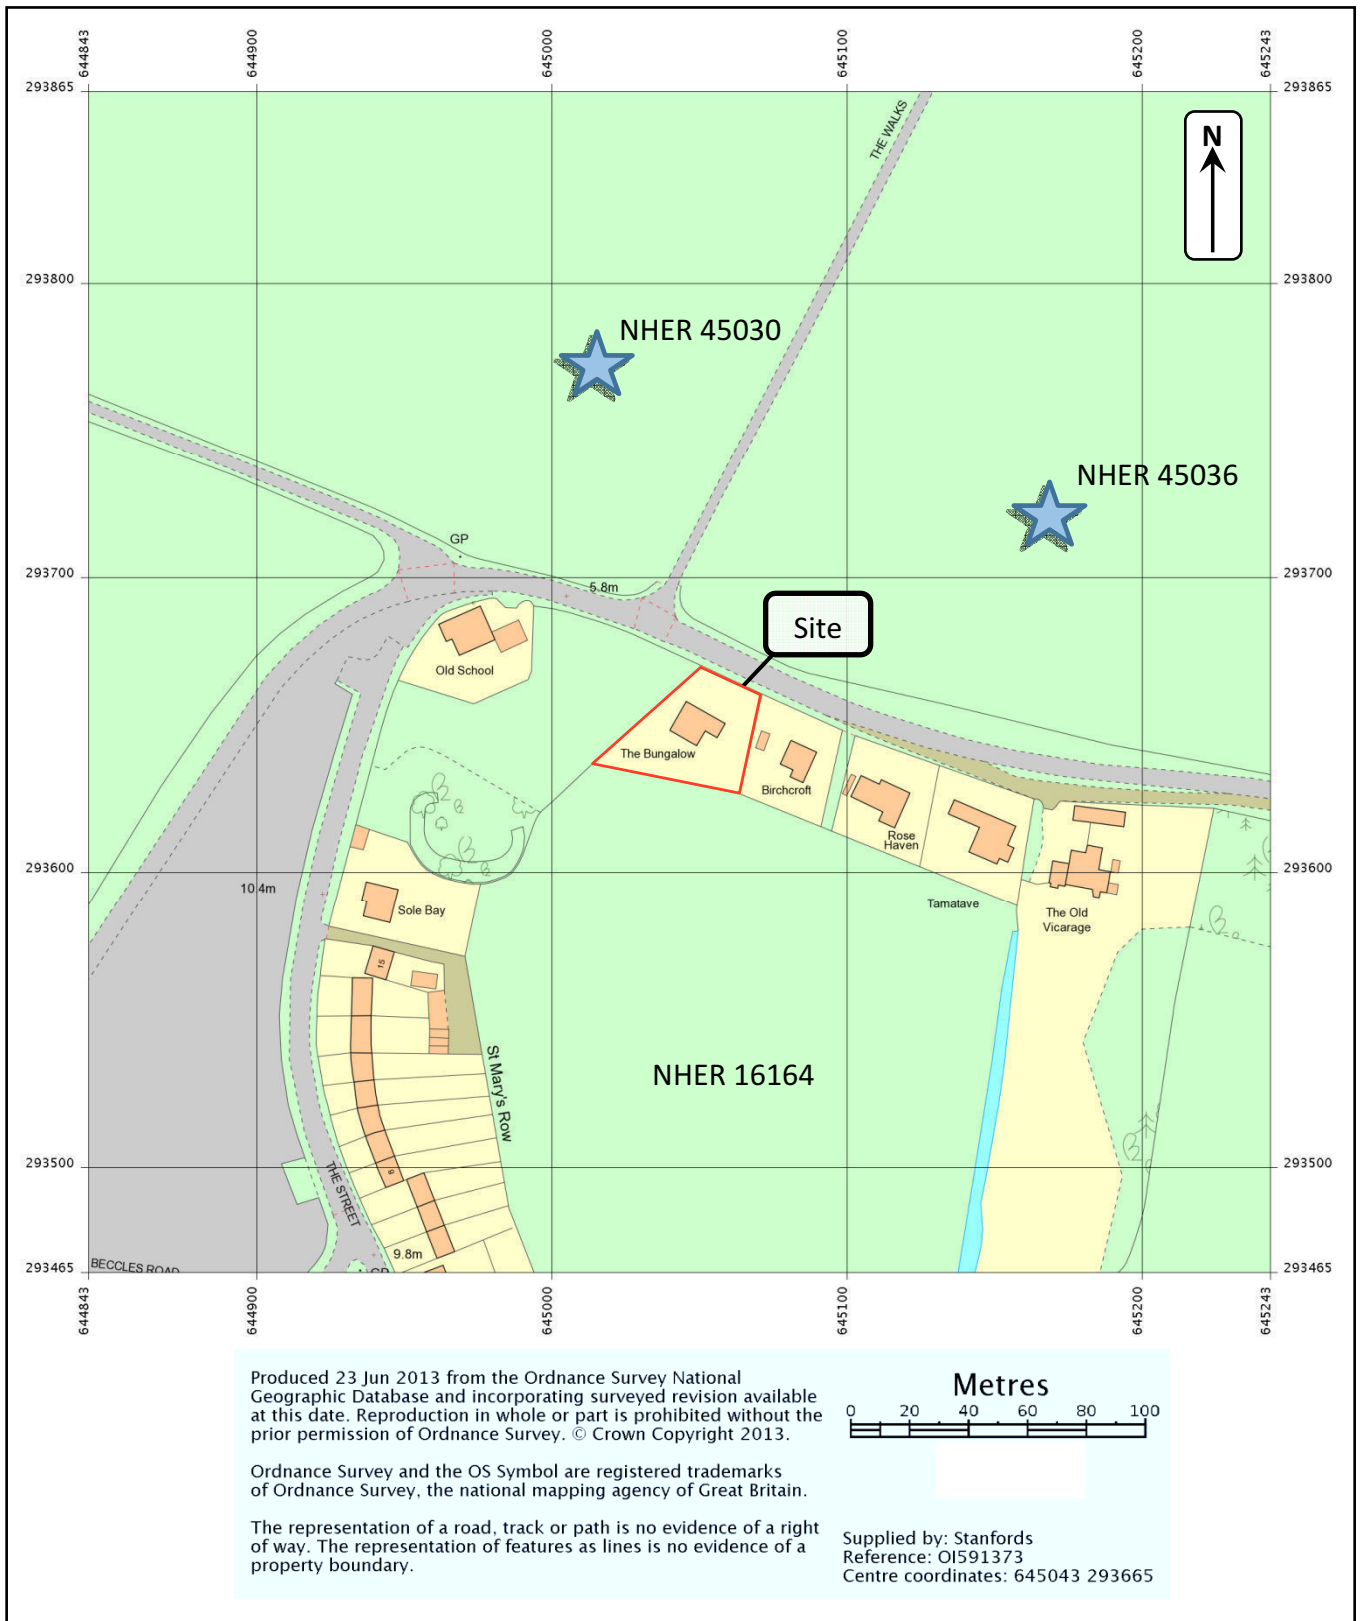 644843
644900
645000
645100
645200
645243
293865
293865
THE WALKS
N
293800
293800
NHER 45030
NHER 45036
GP
293700
5.8m
293700
Site
Old School
The Bungalow
Birchcroft
Rose
Haven
293600
10.4m
293600
Sole Bay
Tamatave
The Old
Vicarage
15
St Mary's Row
NHER 16164
293500
9
293500
THE STREET
9.8m
293465
BECCLES ROAD
293465
644843
644900
645000
645100
645200
645243
Produced 23 Jun 2013 from the Ordnance Survey National
Geographic Database and incorporating surveyed revision available
at this date. Reproduction in whole or part is prohibited without the
prior permission of Ordnance Survey. © Crown Copyright 2013.
Ordnance Survey and the OS Symbol are registered trademarks
of Ordnance Survey, the national mapping agency of Great Britain.
The representation of a road, track or path is no evidence of a right
of way. The representation of features as lines is no evidence of a
property boundary.
Metres
0 20 40 60 80 100
Supplied by: Stanfords
Reference: OI591373
Centre coordinates: 645043 293665